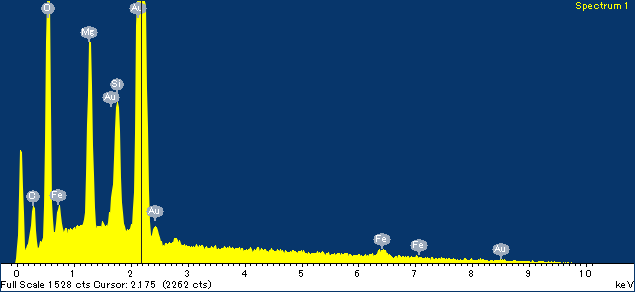 Spectrum 1
O Au
Mg
Si
Au
C Fe
Au
Fe Fe Au
0 1 2 3 4 5 6 7 8 9 10
Full Scale 1528 cts Cursor: 2.175 (2262 cts) keV